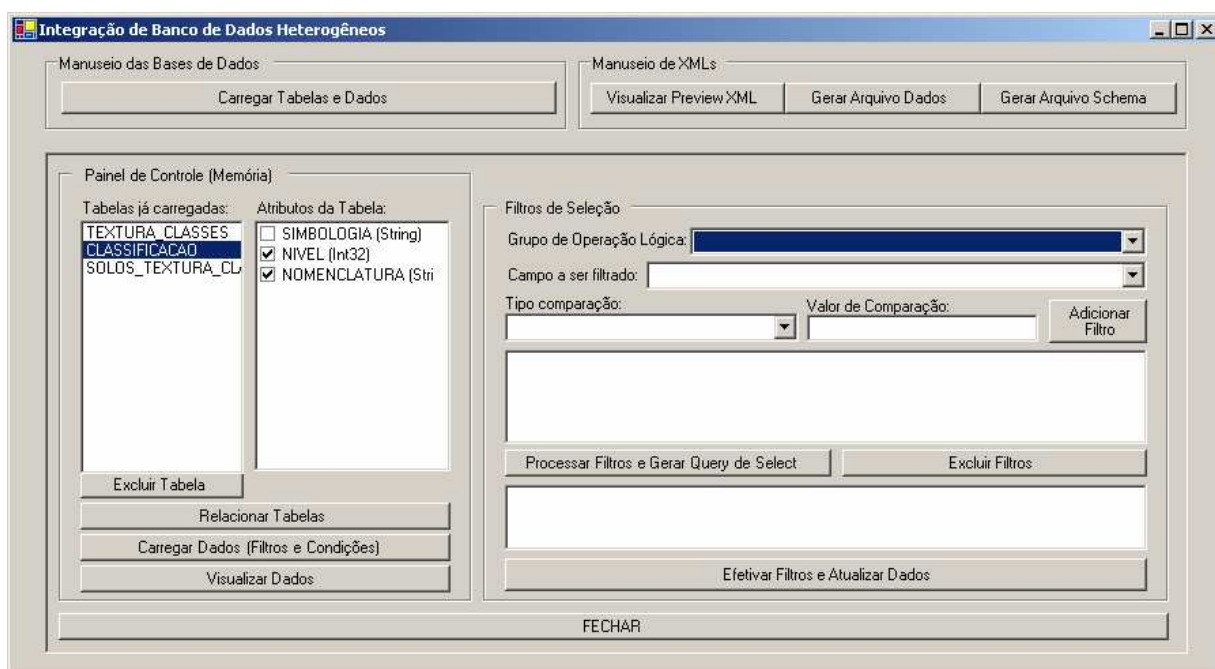 Integração de Banco de Dados Heterogêneos
Manuseio das Bases de Dados
Carregar Tabelas e Dados
Manuseio de XMLs
Visualizar Preview XML
Gerar Arquivo Dados
Gerar Arquivo Schema
Painel de Controle (Memória)
Tabelas já carregadas:
TEXTURA_CLASSES
CLASSIFICACAO
SOLOS_TEXTURA_CL
Excluir Tabela
Atributos da Tabela:
SIMBOLOGIA (String)
NIVEL (Int32)
NOMENCLATURA (Stri
Relacionar Tabelas
Carregar Dados (Filtros e Condições)
Visualizar Dados
Filtros de Seleção
Grupo de Operação Lógica:
Campo a ser filtrado:
Tipo comparação:
Valor de Comparação:
Adicionar
Filtro
Processar Filtros e Gerar Query de Select
Excluir Filtros
Efetivar Filtros e Atualizar Dados
FECHAR